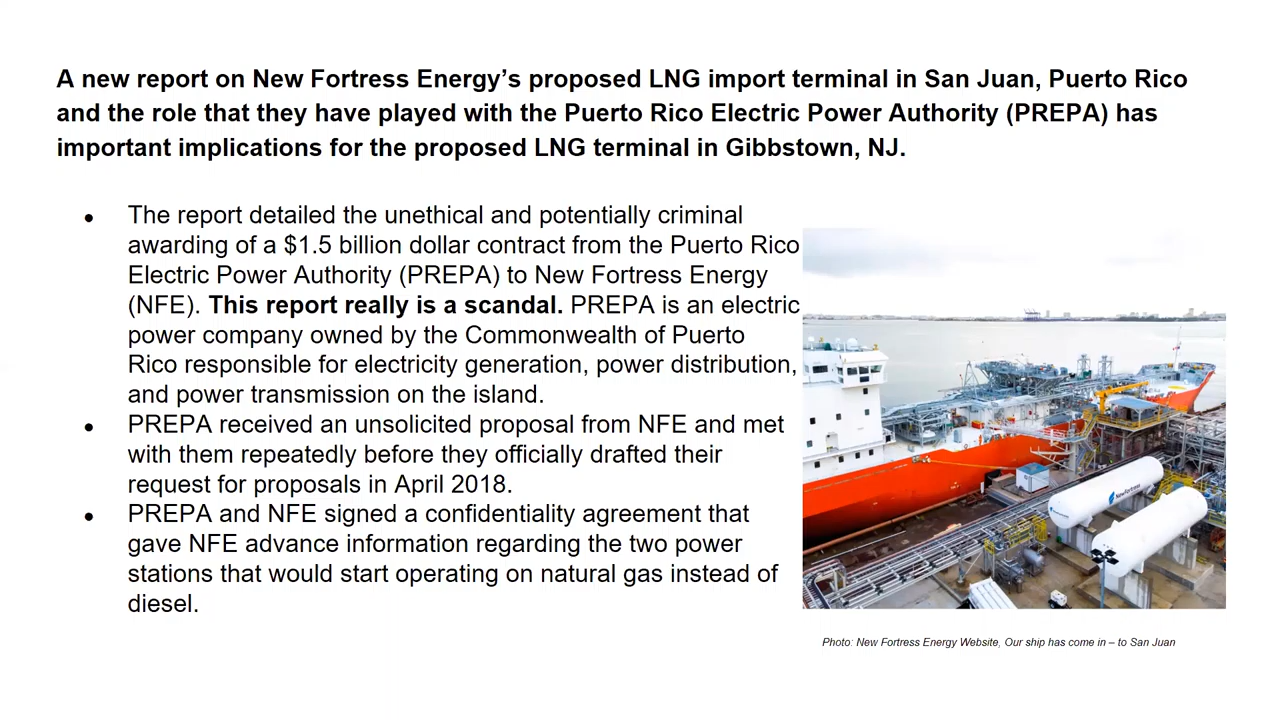 A new report on New Fortress Energy’s proposed LNG import terminal in San Juan, Puerto Rico
and the role that they have played with the Puerto Rico Electric Power Authority (PREPA) has
important implications for the proposed LNG terminal in Gibbstown, NJ.
● The report detailed the unethical and potentially criminal
awarding of a $1.5 billion dollar contract from the Puerto Rico
Electric Power Authority (PREPA) to New Fortress Energy
(NFE). This report really is a scandal. PREPA is an electric
power company owned by the Commonwealth of Puerto
Rico responsible for electricity generation, power distribution,
and power transmission on the island.
● PREPA received an unsolicited proposal from NFE and met
with them repeatedly before they officially drafted their
request for proposals in April 2018.
● PREPA and NFE signed a confidentiality agreement that
gave NFE advance information regarding the two power
stations that would start operating on natural gas instead of
diesel.
NewFortress
Photo: New Fortress Energy Website, Our ship has come in – to San Juan